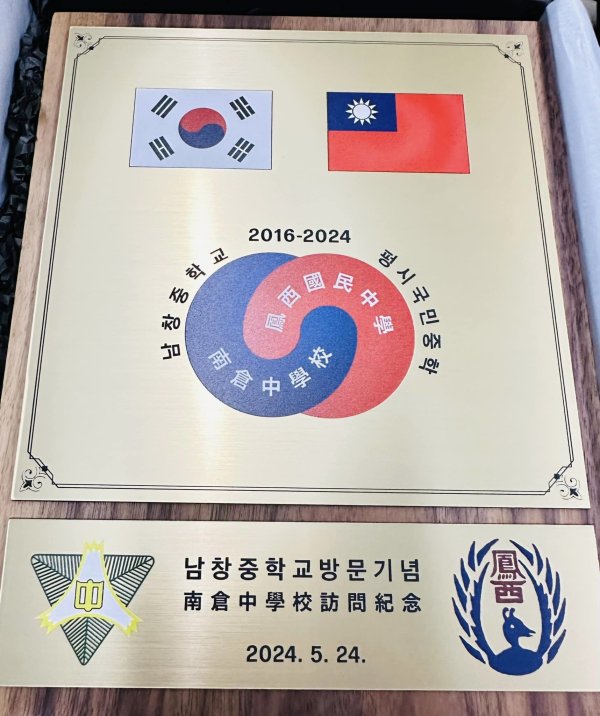 2016-2024
남창중학교
평시국민중학
鳳西國民中學
南倉中學校
中
남창중학교방문기념
南倉中學校訪問紀念
2024. 5. 24.
鳳西